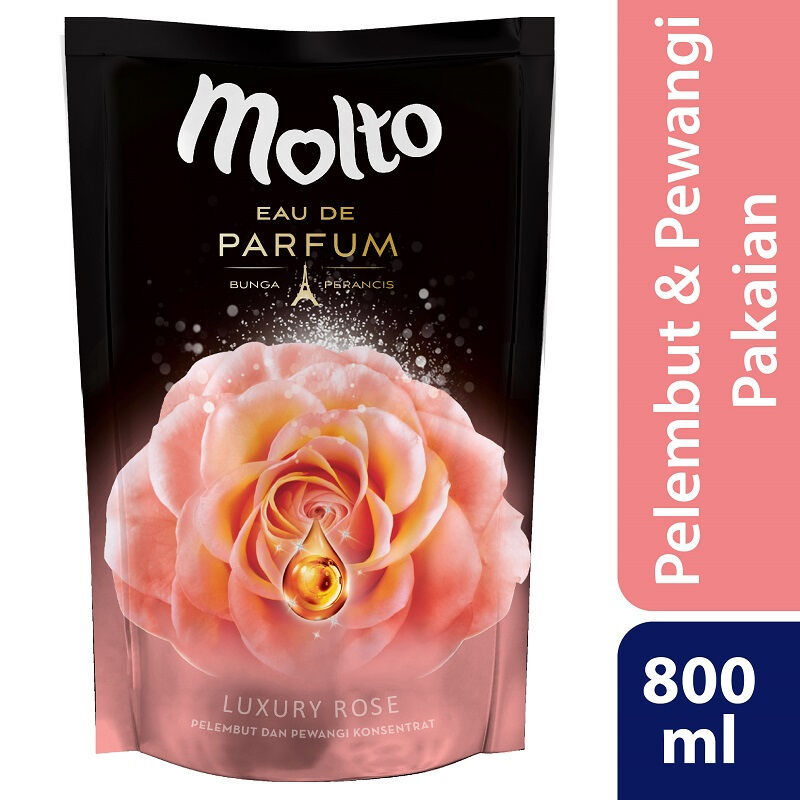 Molto
EAU DE
PARFUM
BUNGA PERANCIS
LUXURY ROSE
PELEMBUT DAN PEWANGI KONSENTRAT
Pelembut & Pewangi
Pakaian
800
ml